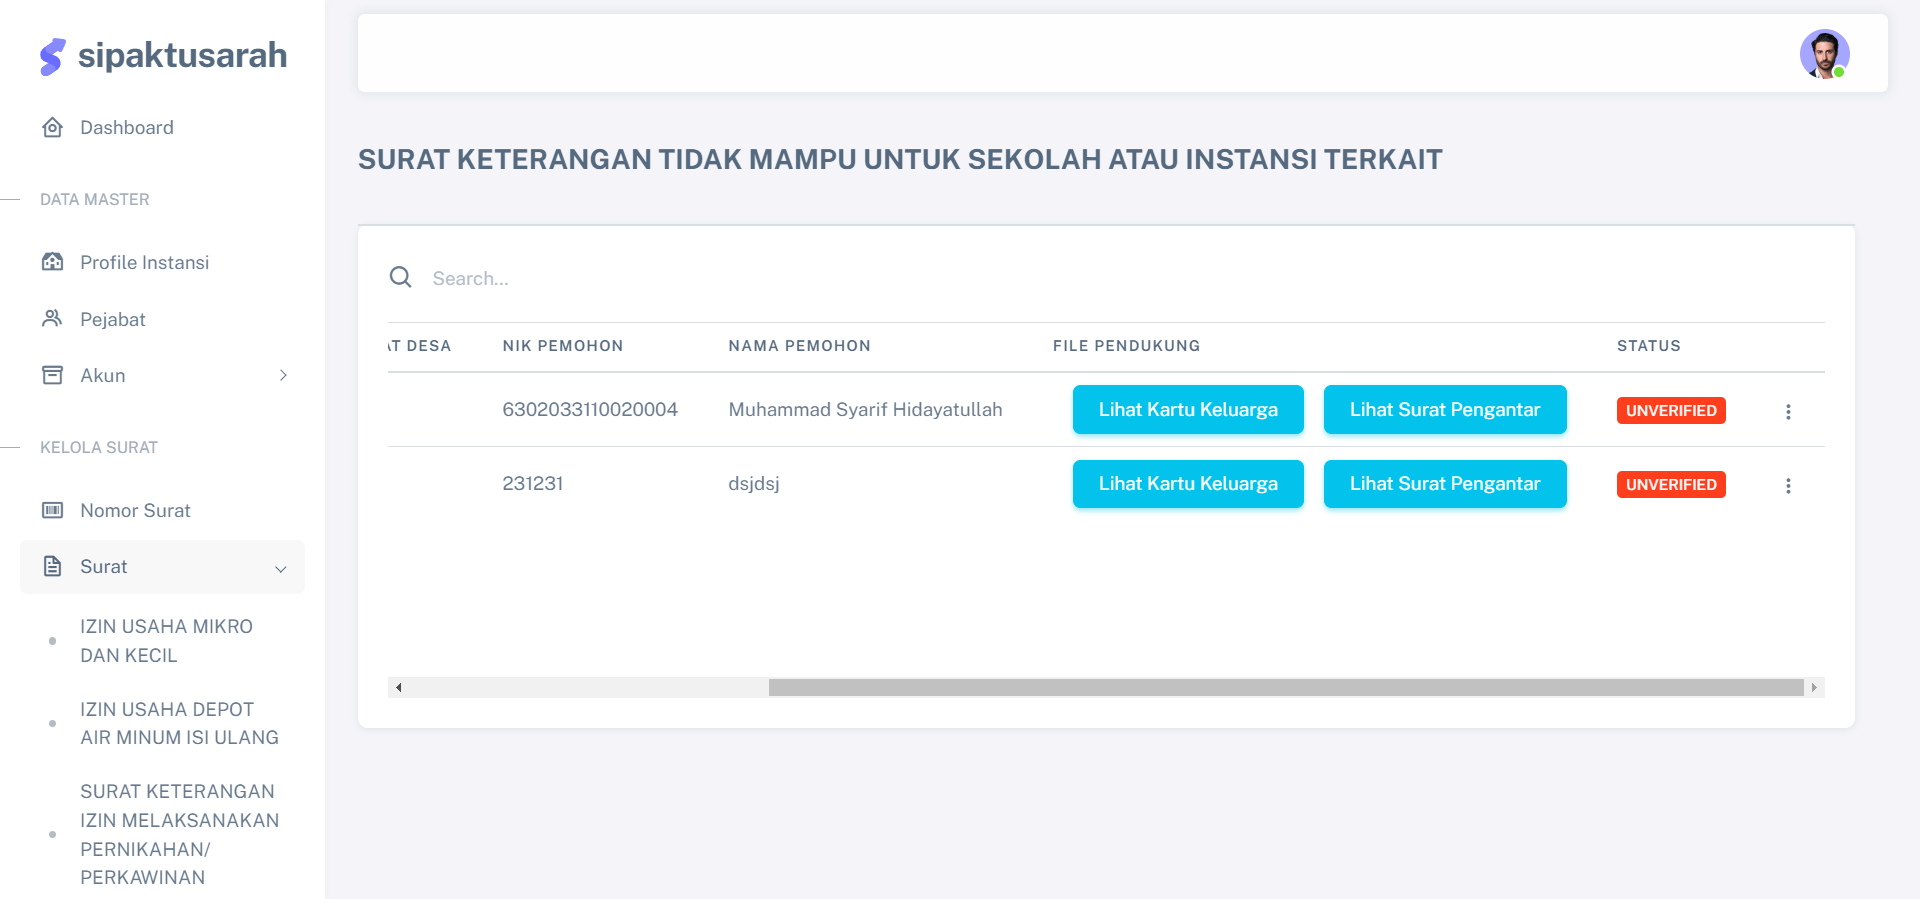 sipaktusarah
Dashboard
DATA MASTER
Profile Instansi
Pejabat
Akun
KELOLA SURAT
Nomor Surat
Surat
IZIN USAHA MIKRO
DAN KECIL
IZIN USAHA DEPOT
AIR MINUM ISI ULANG
SURAT KETERANGAN
IZIN MELAKSANAKAN
PERNIKAHAN/
PERKAWINAN
SURAT KETERANGAN TIDAK MAMPU UNTUK SEKOLAH ATAU INSTANSI TERKAIT
Search...
AT DESA NIK PEMOHON NAMA PEMOHON FILE PENDUKUNG STATUS
6302033110020004 Muhammad Syarif Hidayatullah Lihat Kartu Keluarga Lihat Surat Pengantar UNVERIFIED
231231 dsjdsj Lihat Kartu Keluarga Lihat Surat Pengantar UNVERIFIED